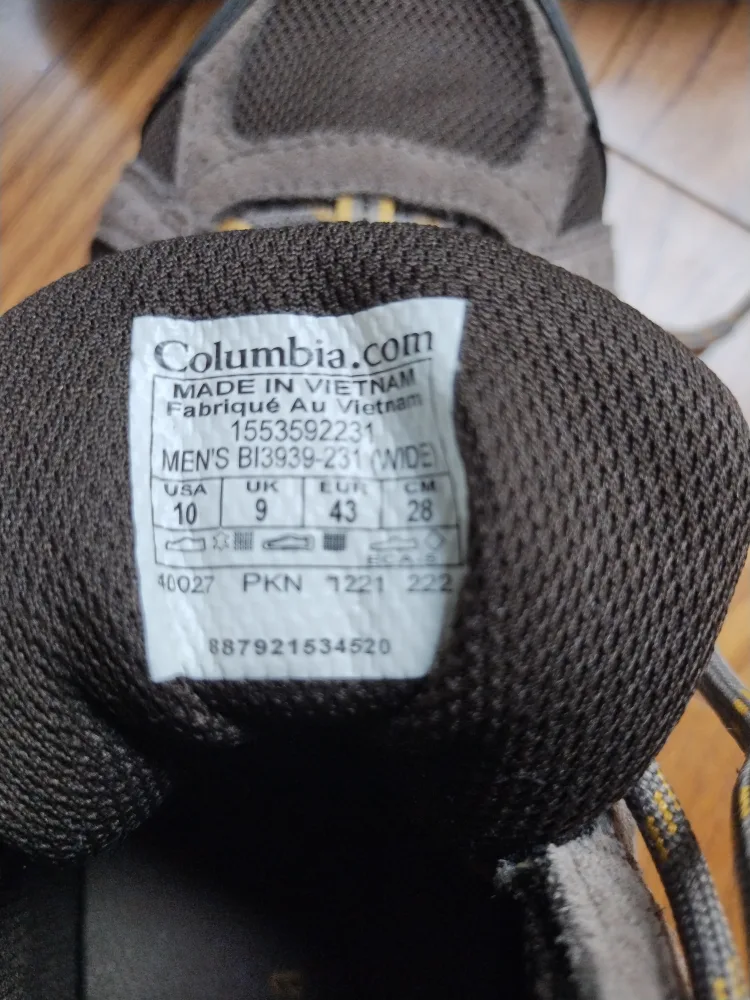 Columbia.com
MADE IN VIETNAM
Fabriqué Au Vietnam
1553592231
MEN'S BI3939-231 (WIDE)
USA UK EUR CM
10 9 43 28
40027 PKN 1221 222
887921534520